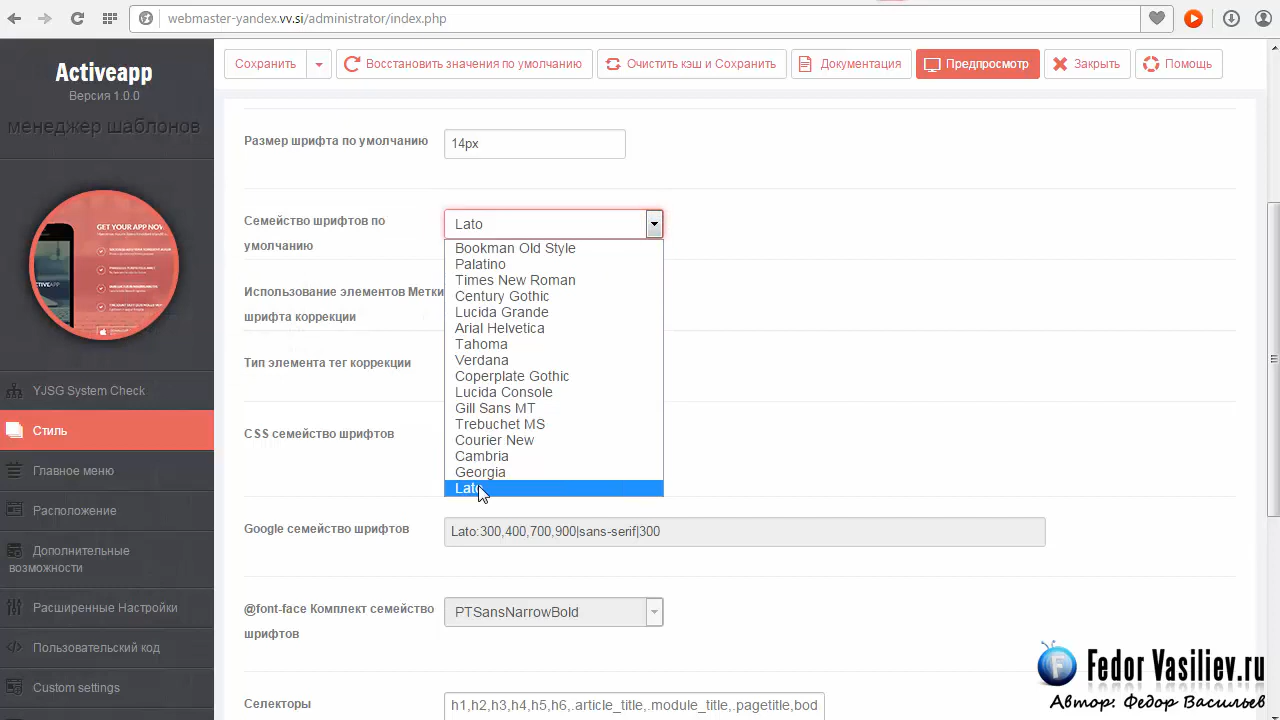 webmaster-yandex.vv.si/administrator/index.php
Activeapp
Версия 1.0.0
менеджер шаблонов
GET YOUR APP NOW
YJSG System Check
Стиль
Главное меню
Расположение
Дополнительные
возможности
Расширенные Настройки
Пользовательский код
Custom settings
Сохранить
Восстановить значения по умолчанию
Очистить кэш и Сохранить
Документация
Предпросмотр
Закрыть
Помощь
Размер шрифта по умолчанию
14px
Семейство шрифтов по
умолчанию
Lato
Bookman Old Style
Palatino
Times New Roman
Century Gothic
Lucida Grande
Arial Helvetica
Tahoma
Verdana
Coperplate Gothic
Lucida Console
Gill Sans MT
Trebuchet MS
Courier New
Cambria
Georgia
Lato
Использование элементов Метки
шрифта коррекции
Тип элемента тег коррекции
CSS семейство шрифтов
Google семейство шрифтов
Lato:300,400,700,900|sans-serif|300
@font-face Комплект семейство
шрифтов
PTSansNarrowBold
Селекторы
h1,h2,h3,h4,h5,h6,.article_title,.module_title,.pagetitle,bod
Fedor Vasiliev.ru
Автор: Федор Васильев